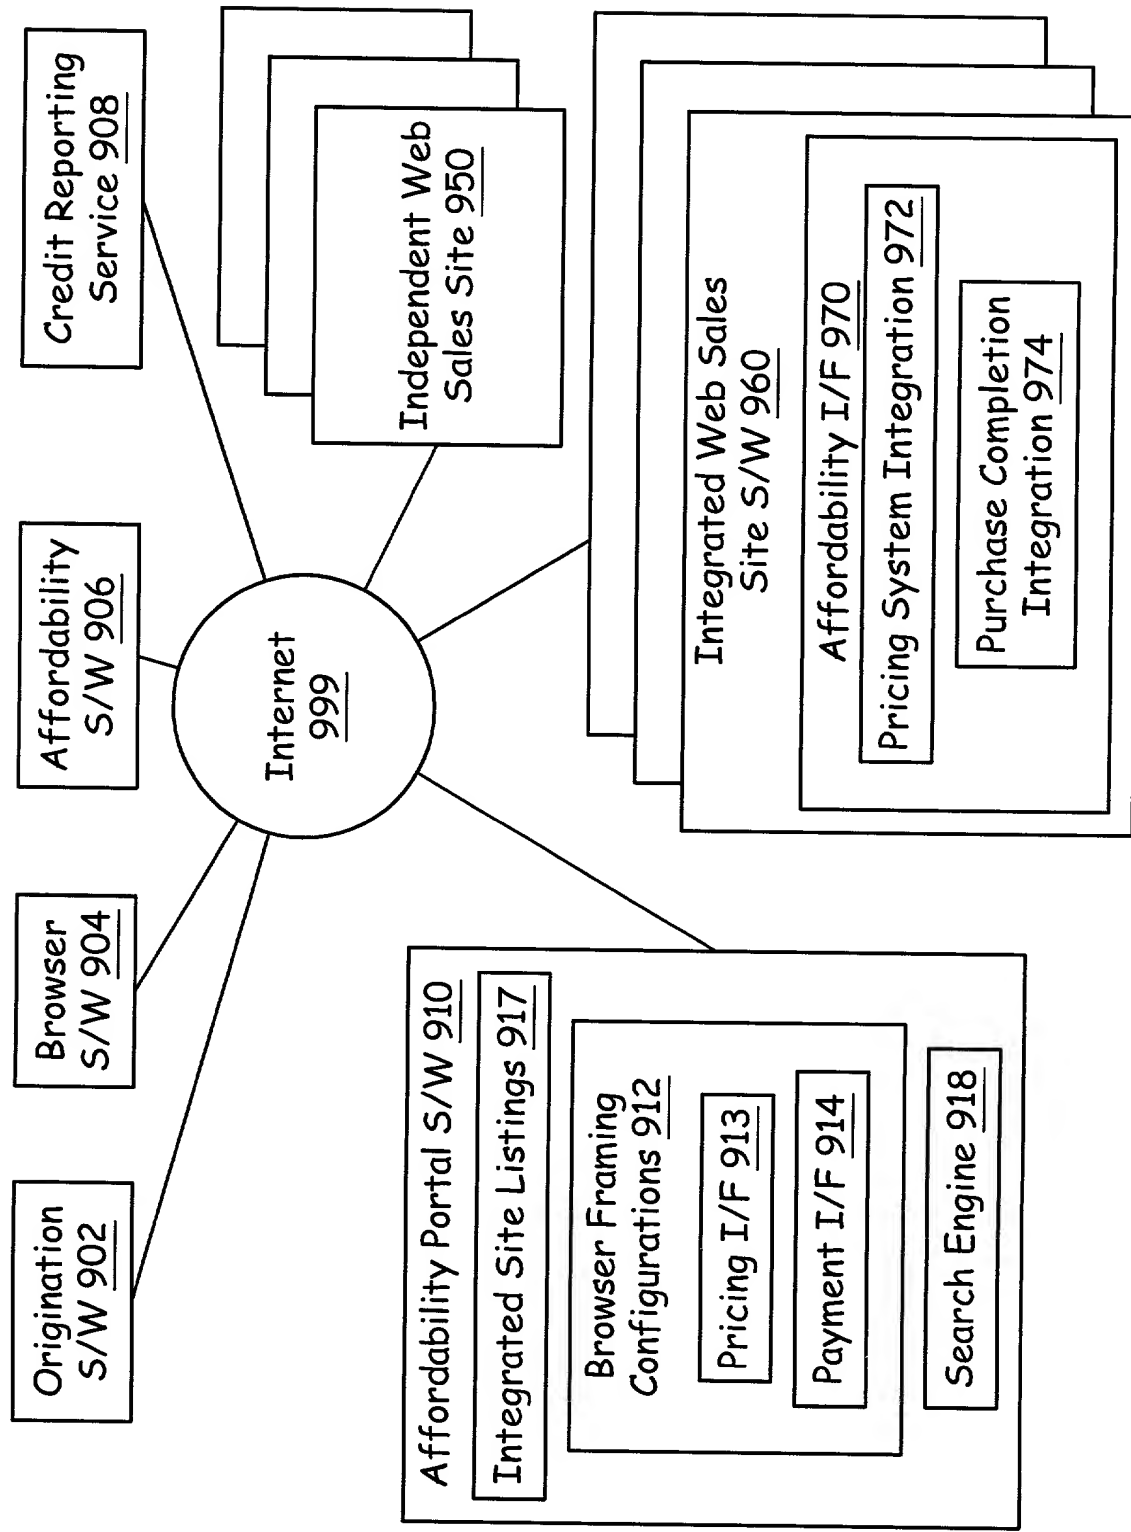 Origination
S/W 902
Browser
S/W 904
Affordability
S/W 906
Credit Reporting
Service 908
Internet
999
Independent Web
Sales Site 950
Affordability Portal S/W 910
Integrated Site Listings 917
Browser Framing
Configurations 912
Pricing I/F 913
Payment I/F 914
Search Engine 918
Integrated Web Sales
Site S/W 960
Affordability I/F 970
Pricing System Integration 972
Purchase Completion
Integration 974